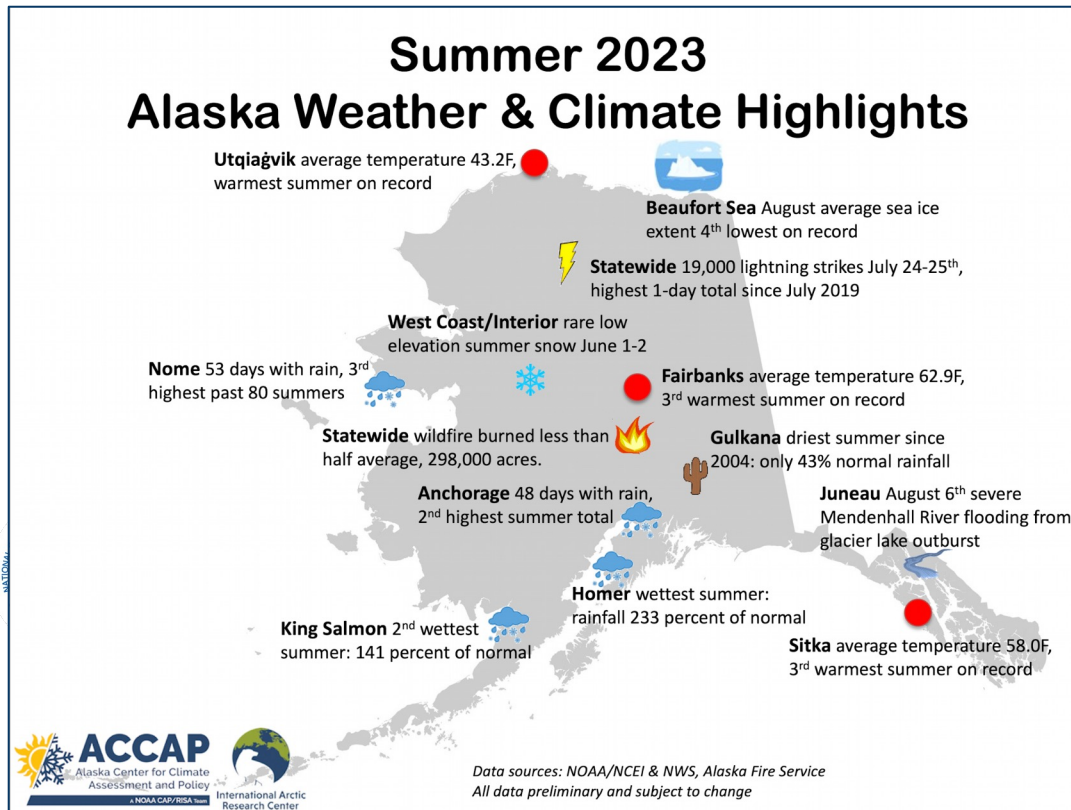 Summer 2023
Alaska Weather & Climate Highlights
Utqiaġvik average temperature 43.2F,
warmest summer on record
Beaufort Sea August average sea ice
extent 4th lowest on record
Statewide 19,000 lightning strikes July 24-25th,
highest 1-day total since July 2019
West Coast/Interior rare low
elevation summer snow June 1-2
Nome 53 days with rain, 3rd
highest past 80 summers
Fairbanks average temperature 62.9F,
3rd warmest summer on record
Statewide wildfire burned less than
half average, 298,000 acres.
Gulkana driest summer since
2004: only 43% normal rainfall
Anchorage 48 days with rain,
2nd highest summer total
Juneau August 6th severe
Mendenhall River flooding from
glacier lake outburst
Homer wettest summer:
rainfall 233 percent of normal
King Salmon 2nd wettest
summer: 141 percent of normal
Sitka average temperature 58.0F,
3rd warmest summer on record
NATIONAL
ACCAP
Alaska Center for Climate
Assessment and Policy
A NOAA CAP/RISA Team
International Arctic
Research Center
Data sources: NOAA/NCEI & NWS, Alaska Fire Service
All data preliminary and subject to change